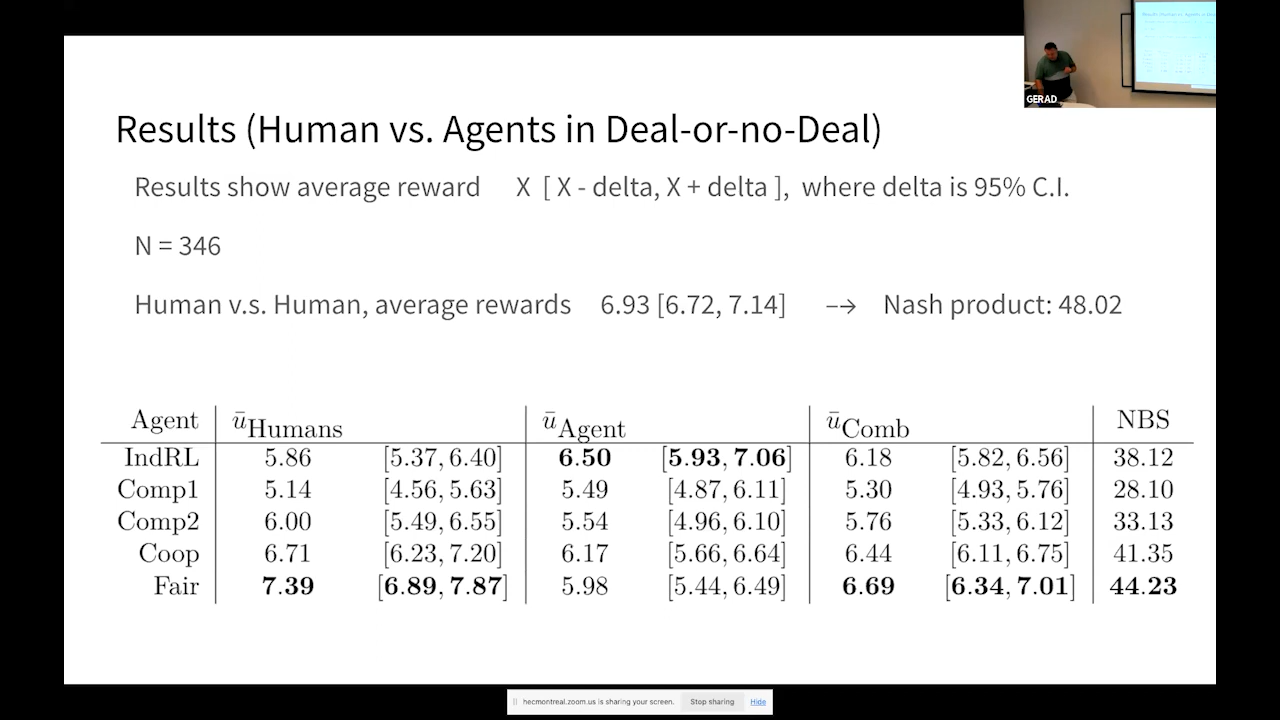 GERAD
Results (Human vs. Agents in Deal-or-no-Deal)
Results show average reward X [ X - delta, X + delta ], where delta is 95% C.I.
N = 346
Human v.s. Human, average rewards 6.93 [6.72, 7.14] --→ Nash product: 48.02
Agent ūHumans ūAgent ūComb NBS
IndRL 5.86 [5.37, 6.40] 6.50 [5.93, 7.06] 6.18 [5.82, 6.56] 38.12
Comp1 5.14 [4.56, 5.63] 5.49 [4.87, 6.11] 5.30 [4.93, 5.76] 28.10
Comp2 6.00 [5.49, 6.55] 5.54 [4.96, 6.10] 5.76 [5.33, 6.12] 33.13
Coop 6.71 [6.23, 7.20] 6.17 [5.66, 6.64] 6.44 [6.11, 6.75] 41.35
Fair 7.39 [6.89, 7.87] 5.98 [5.44, 6.49] 6.69 [6.34, 7.01] 44.23
hecmontreal.zoom.us is sharing your screen. Stop sharing Hide